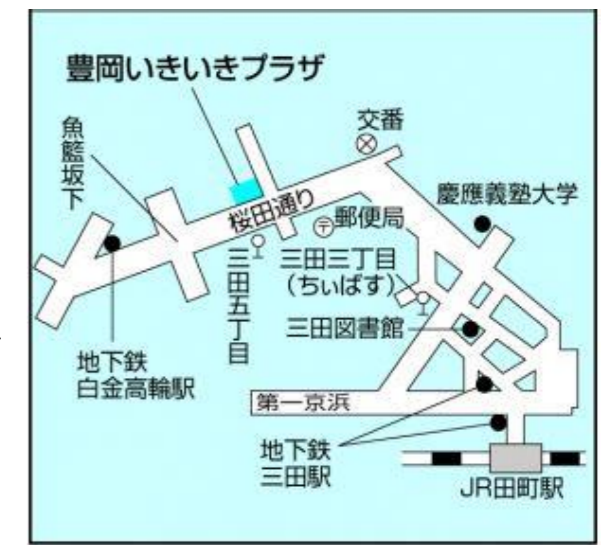 豊岡いきいきプラザ
魚籃坂下
交番
慶應義塾大学
桜田通り
〒郵便局
三田五丁目
三田三丁目
（ちぃばす）
三田図書館
地下鉄
白金高輪駅
第一京浜
地下鉄
三田駅
JR田町駅